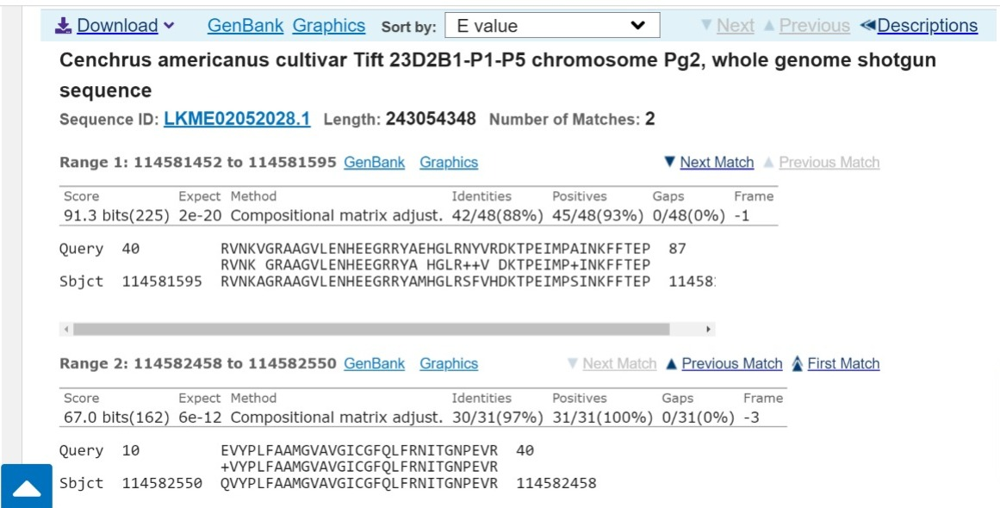 Download GenBank Graphics Sort by: E value Next Previous Descriptions
Cenchrus americanus cultivar Tift 23D2B1-P1-P5 chromosome Pg2, whole genome shotgun
sequence
Sequence ID: LKME02052028.1 Length: 243054348 Number of Matches: 2
Range 1: 114581452 to 114581595 GenBank Graphics Next Match Previous Match
Score Expect Method Identities Positives Gaps Frame
91.3 bits(225) 2e-20 Compositional matrix adjust. 42/48(88%) 45/48(93%) 0/48(0%) -1
Query 40 RVNKVGRAAGVLENHEEGRRYAEHGLRNYVRDKTPEIMPAINKFFTEP 87
RVNK GRAAGVLENHEEGRRYA HGLR++V DKTPEIMP+INKFFTEP
Sbjct 114581595 RVNKAGRAAGVLENHEEGRRYAMHGLRSFVHDKTPEIMPSINKFFTEP 11458
Range 2: 114582458 to 114582550 GenBank Graphics Next Match Previous Match First Match
Score Expect Method Identities Positives Gaps Frame
67.0 bits(162) 6e-12 Compositional matrix adjust. 30/31(97%) 31/31(100%) 0/31(0%) -3
Query 10 EVYPLFAAMGVAVGICGFQLFRNITGNPEVR 40
+VYPLFAAMGVAVGICGFQLFRNITGNPEVR
Sbjct 114582550 QVYPLFAAMGVAVGICGFQLFRNITGNPEVR 114582458